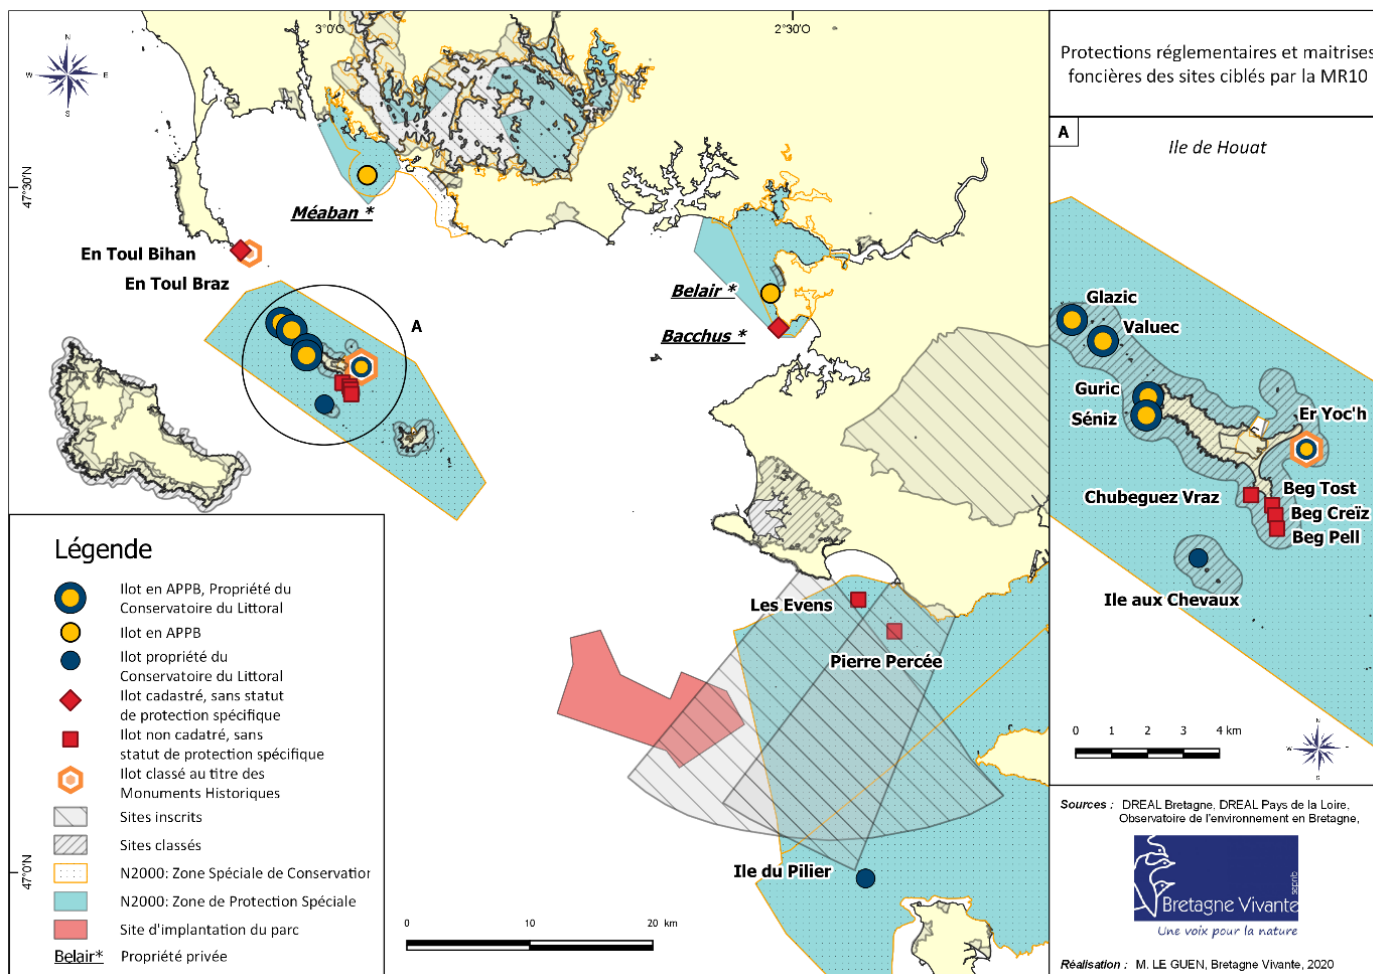 Protections réglementaires et maitrises
foncières des sites ciblés par la MR10
3°0'O
2°30'O
N
W
E
S
47°30'N
47°0'N
Méaban *
En Toul Bihan
En Toul Braz
A
Belair *
Bacchus *
Les Evens
Pierre Percée
Ile du Pilier
0
10
20 km
Légende
Ilot en APPB, Propriété du
Conservatoire du Littoral
Ilot en APPB
Ilot propriété du
Conservatoire du Littoral
Ilot cadastré, sans statut
de protection spécifique
Ilot non cadatré, sans
statut de protection spécifique
Ilot classé au titre des
Monuments Historiques
Sites inscrits
Sites classés
N2000: Zone Spéciale de Conservation
N2000: Zone de Protection Spéciale
Site d'implantation du parc
Belair* Propriété privée
A
Ile de Houat
Glazic
Valuec
Guric
Séniz
Er Yoc'h
Chubeguez Vraz
Beg Tost
Beg Creïz
Beg Pell
Ile aux Chevaux
0 1 2 3 4 km
N
W
E
S
Sources : DREAL Bretagne, DREAL Pays de la Loire,
Observatoire de l'environnement en Bretagne,
Bretagne Vivante
sepnb
Une voix pour la nature
Réalisation : M. LE GUEN, Bretagne Vivante, 2020